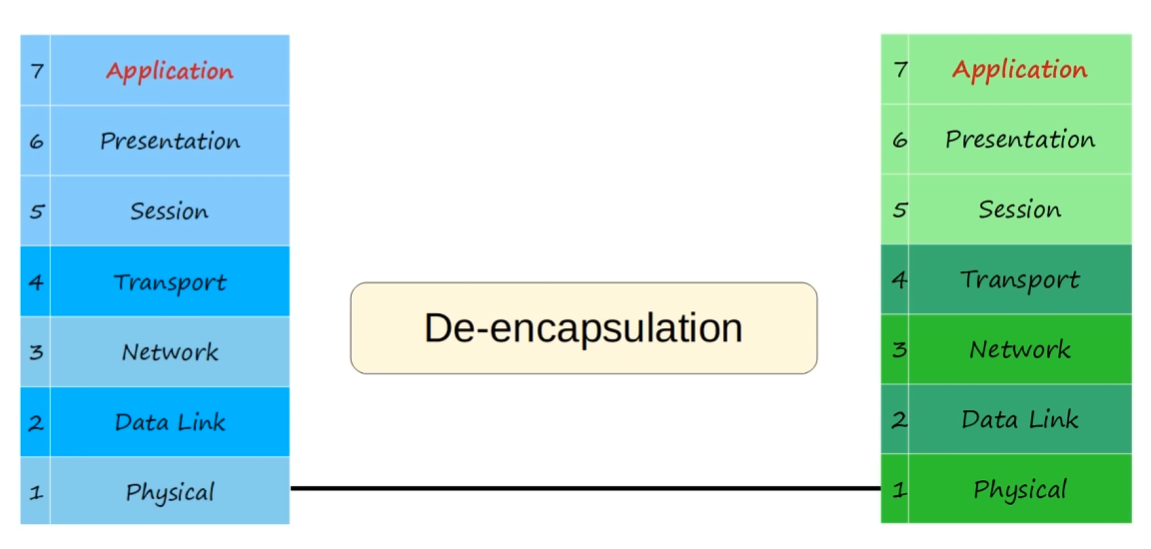 7 Application
6 Presentation
5 Session
4 Transport
3 Network
2 Data Link
1 Physical
De-encapsulation
7 Application
6 Presentation
5 Session
4 Transport
3 Network
2 Data Link
1 Physical